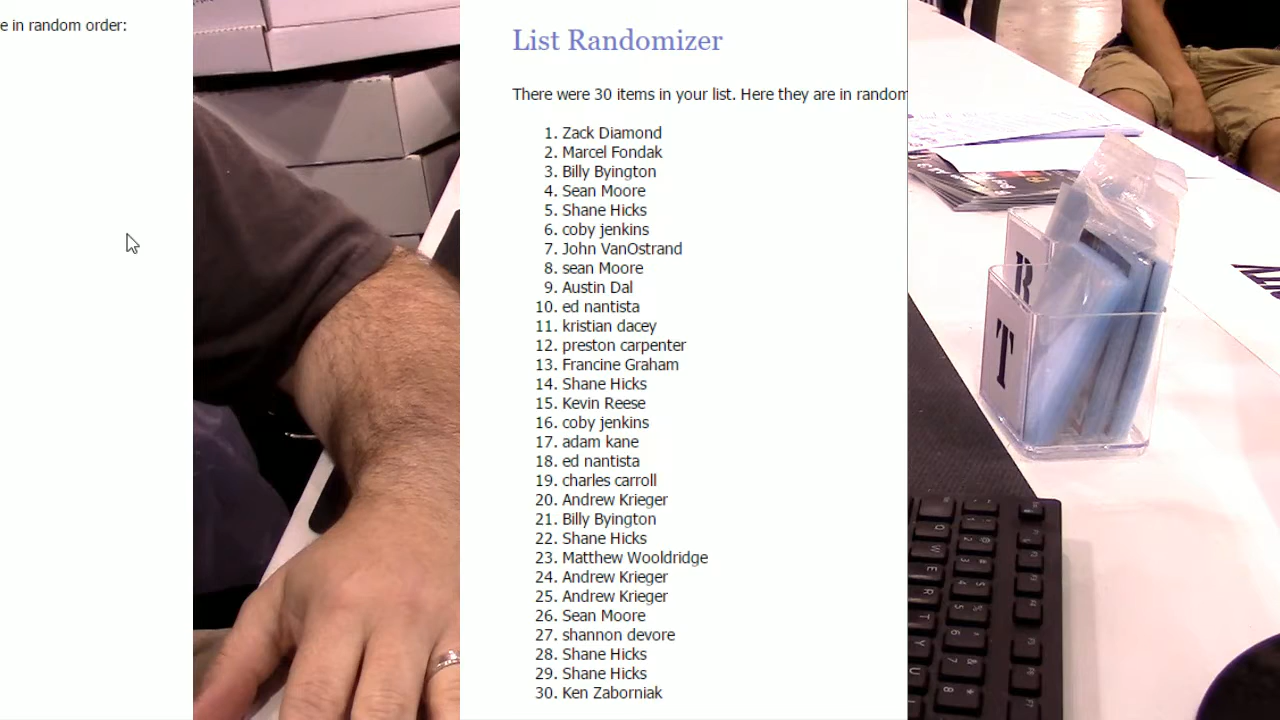 e in random order:
List Randomizer
There were 30 items in your list. Here they are in random
1. Zack Diamond
2. Marcel Fondak
3. Billy Byington
4. Sean Moore
5. Shane Hicks
6. coby jenkins
7. John VanOstrand
8. sean Moore
9. Austin Dal
10. ed nantista
11. kristian dacey
12. preston carpenter
13. Francine Graham
14. Shane Hicks
15. Kevin Reese
16. coby jenkins
17. adam kane
18. ed nantista
19. charles carroll
20. Andrew Krieger
21. Billy Byington
22. Shane Hicks
23. Matthew Wooldridge
24. Andrew Krieger
25. Andrew Krieger
26. Sean Moore
27. shannon devore
28. Shane Hicks
29. Shane Hicks
30. Ken Zaborniak
R
T